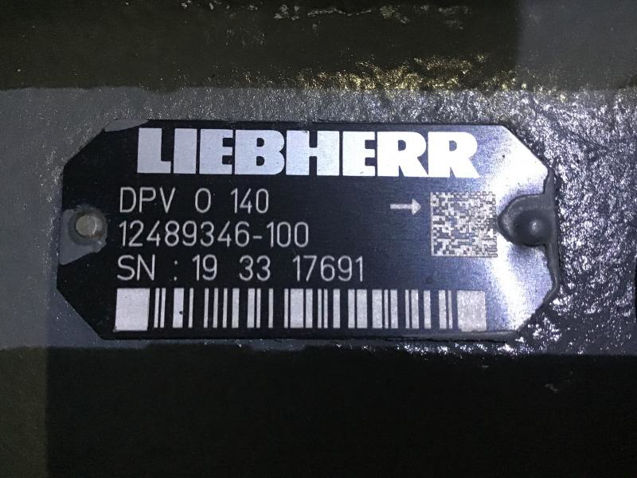 LIEBHERR
DPV O 140
12489346-100
SN : 19 33 17691